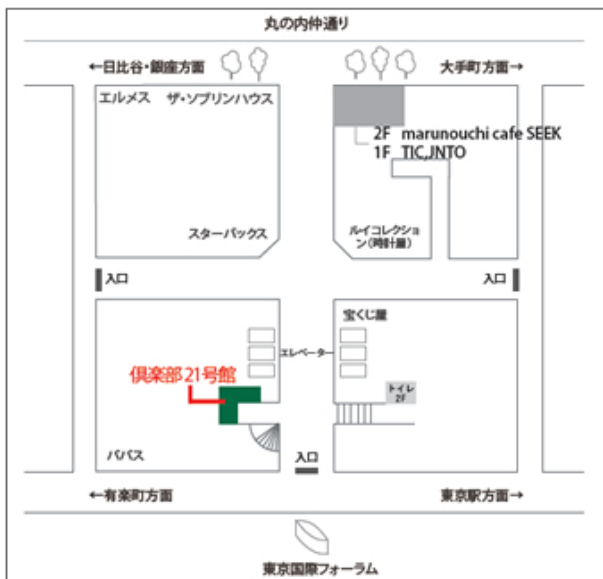 丸の内仲通り
←日比谷・銀座方面
大手町方面→
エルメス ザ・ソブリンハウス
2F marunouchi cafe SEEK
1F TIC,JNTO
スターバックス
ルイコレクショ
ン(時計屋)
入口
入口
宝くじ屋
エレベーター
倶楽部21号館
トイレ
2F
パパス
入口
←有楽町方面
東京駅方面→
東京国際フォーラム